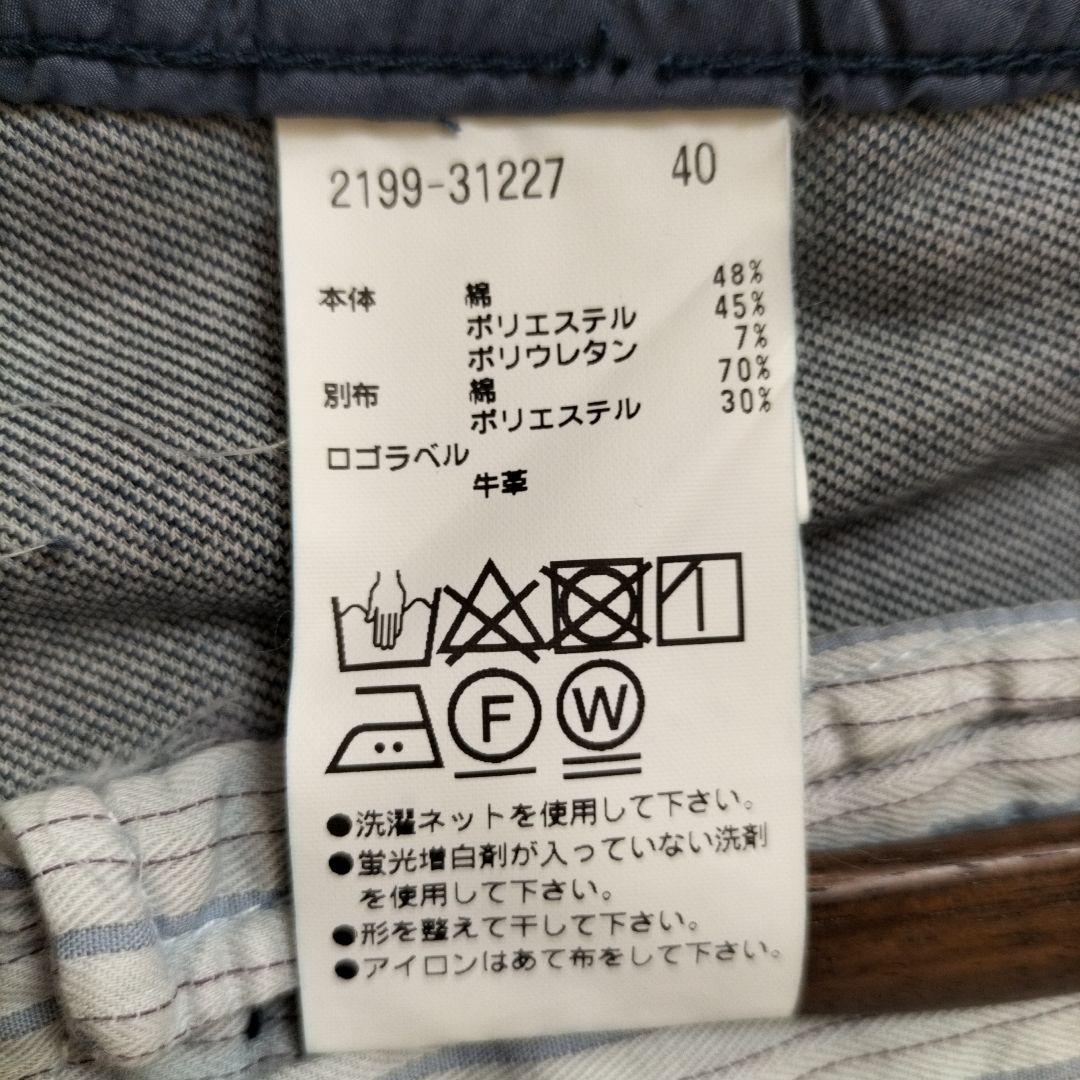 2199-31227 40
本体 綿 48%
ポリエステル 45%
ポリウレタン 7%
別布 綿 70%
ポリエステル 30%
ロゴラベル
牛革
F W
●洗濯ネットを使用して下さい。
●蛍光増白剤が入っていない洗剤
を使用して下さい。
●形を整えて干して下さい。
●アイロンはあて布をして下さい。